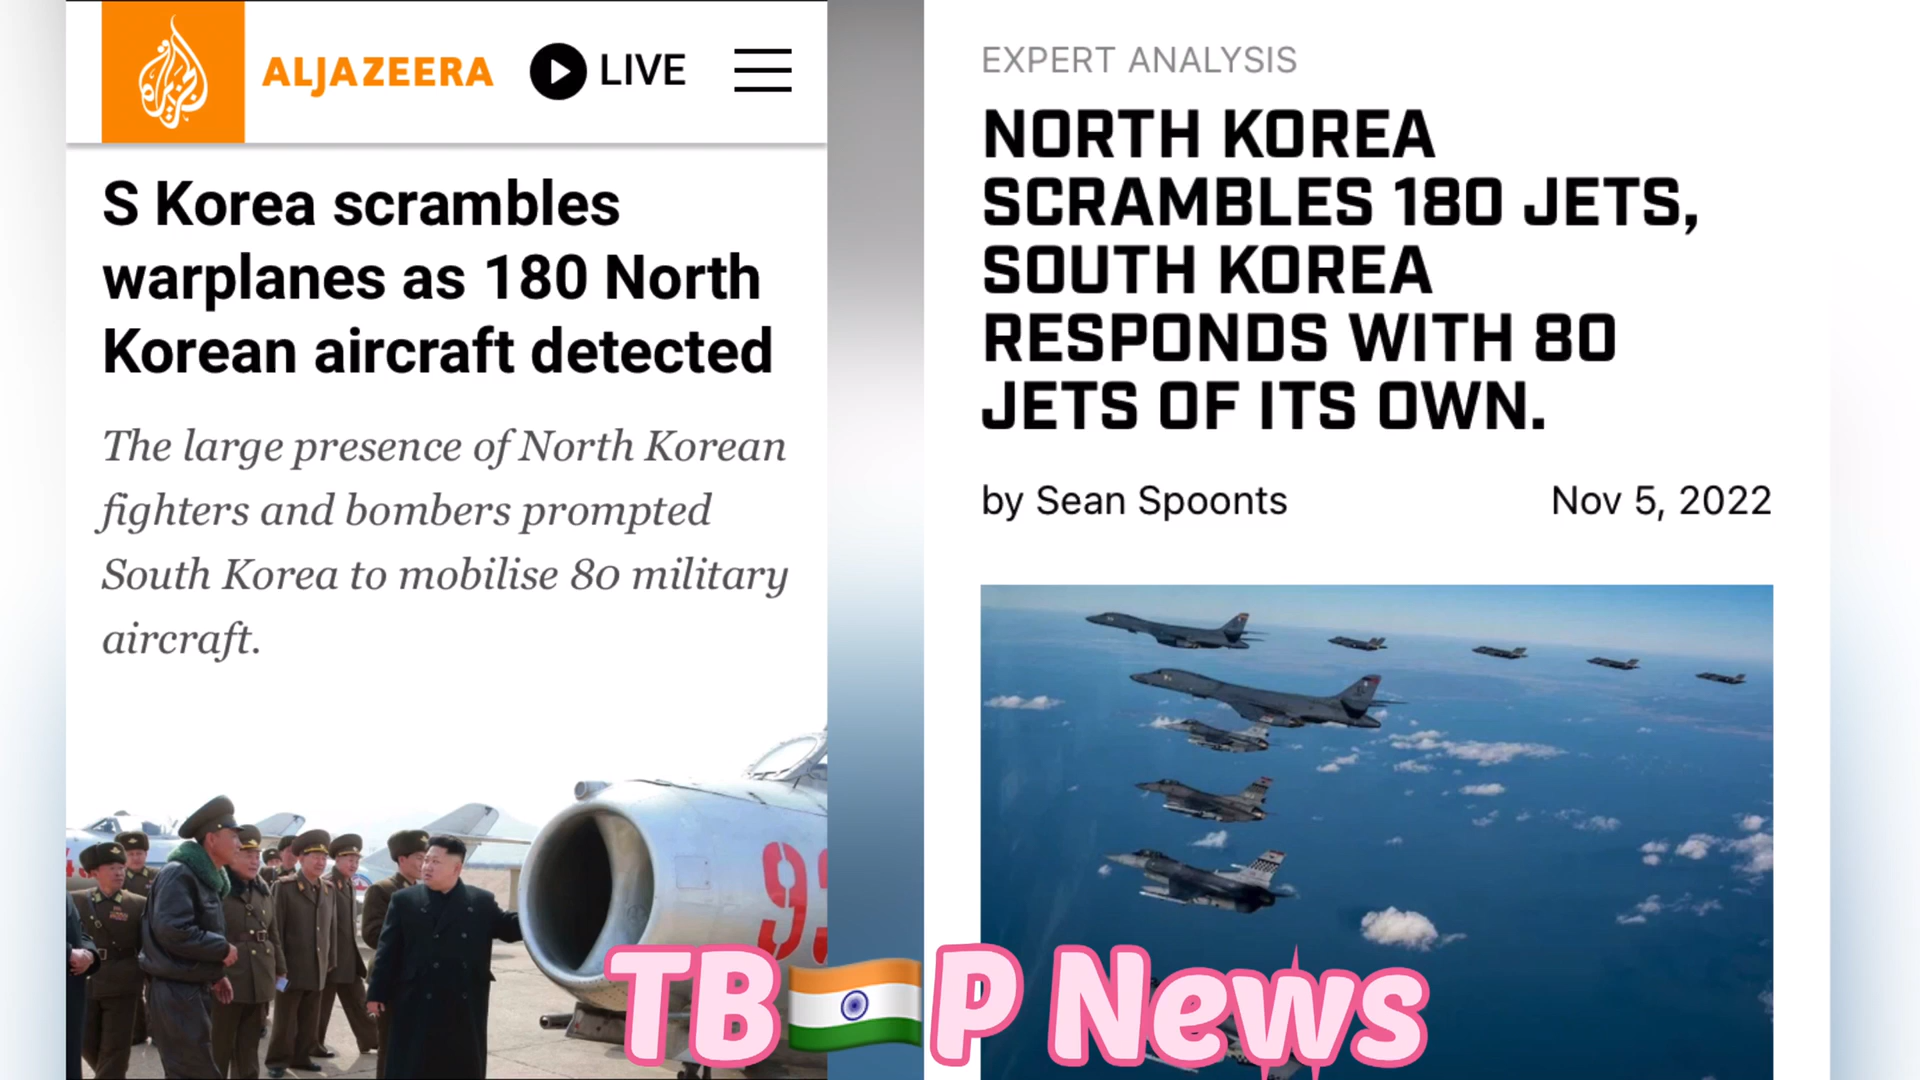 ALJAZEERA LIVE
S Korea scrambles
warplanes as 180 North
Korean aircraft detected
The large presence of North Korean
fighters and bombers prompted
South Korea to mobilise 80 military
aircraft.
EXPERT ANALYSIS
NORTH KOREA
SCRAMBLES 180 JETS,
SOUTH KOREA
RESPONDS WITH 80
JETS OF ITS OWN.
by Sean Spoonts Nov 5, 2022
TB🇮🇳P News